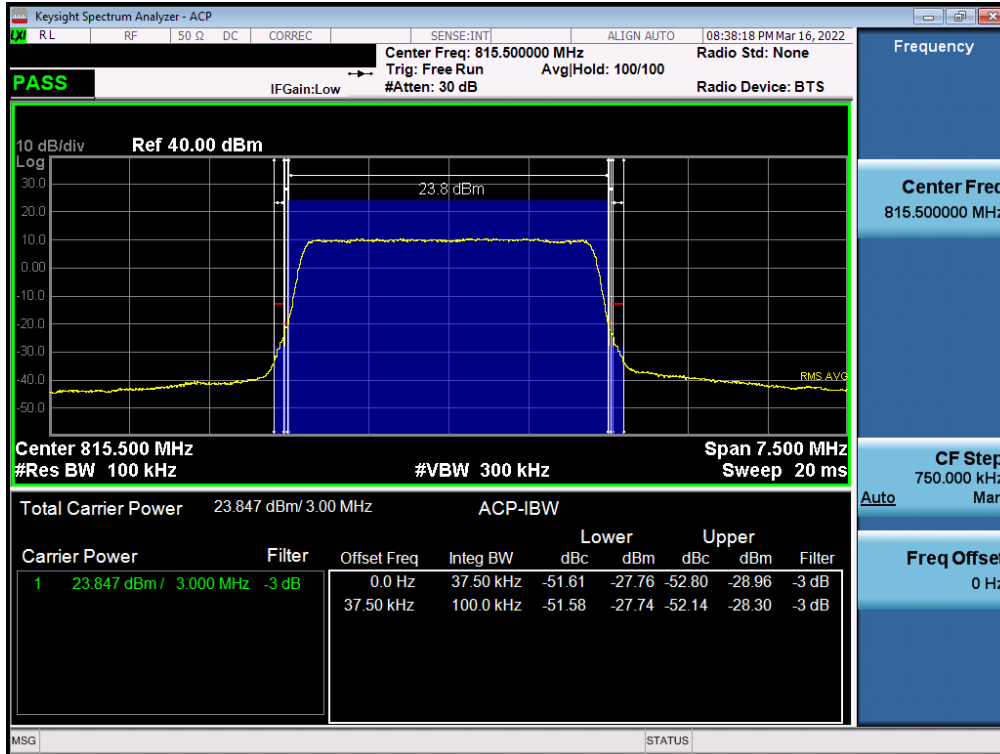 Keysight Spectrum Analyzer - ACP
LXI RL RF 50 Ω DC CORREC SENSE:INT ALIGN AUTO 08:38:18 PM Mar 16, 2022
Center Freq: 815.500000 MHz Radio Std: None
Trig: Free Run Avg|Hold: 100/100
PASS IFGain:Low #Atten: 30 dB Radio Device: BTS
10 dB/div Ref 40.00 dBm
Log
30.0
23.8 dBm
20.0
10.0
0.00
-10.0
-20.0
-30.0
-40.0 RMS AVG
-50.0
Center 815.500 MHz Span 7.500 MHz
#Res BW 100 kHz #VBW 300 kHz Sweep 20 ms
Total Carrier Power 23.847 dBm/ 3.00 MHz ACP-IBW
Lower Upper
Carrier Power Filter Offset Freq Integ BW dBc dBm dBc dBm Filter
1 23.847 dBm / 3.000 MHz -3 dB 0.0 Hz 37.50 kHz -51.61 -27.76 -52.80 -28.96 -3 dB
37.50 kHz 100.0 kHz -51.58 -27.74 -52.14 -28.30 -3 dB
MSG STATUS
Frequency
Center Freq
815.500000 MHz
CF Step
750.000 kHz
Auto Man
Freq Offset
0 Hz